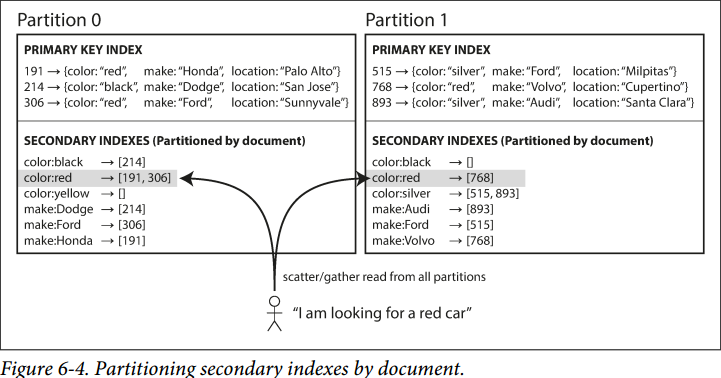 Partition 0
PRIMARY KEY INDEX
191 → {color: “red”, make: “Honda”, location: “Palo Alto”}
214 → {color: “black”, make: “Dodge”, location: “San Jose”}
306 → {color: “red”, make: “Ford”, location: “Sunnyvale”}
SECONDARY INDEXES (Partitioned by document)
color:black → [214]
color:red → [191, 306]
color:yellow → []
make:Dodge → [214]
make:Ford → [306]
make:Honda → [191]
Partition 1
PRIMARY KEY INDEX
515 → {color: “silver”, make: “Ford”, location: “Milpitas”}
768 → {color: “red”, make: “Volvo”, location: “Cupertino”}
893 → {color: “silver”, make: “Audi”, location: “Santa Clara”}
SECONDARY INDEXES (Partitioned by document)
color:black → []
color:red → [768]
color:silver → [515, 893]
make:Audi → [893]
make:Ford → [515]
make:Volvo → [768]
scatter/gather read from all partitions
“I am looking for a red car”
Figure 6-4. Partitioning secondary indexes by document.